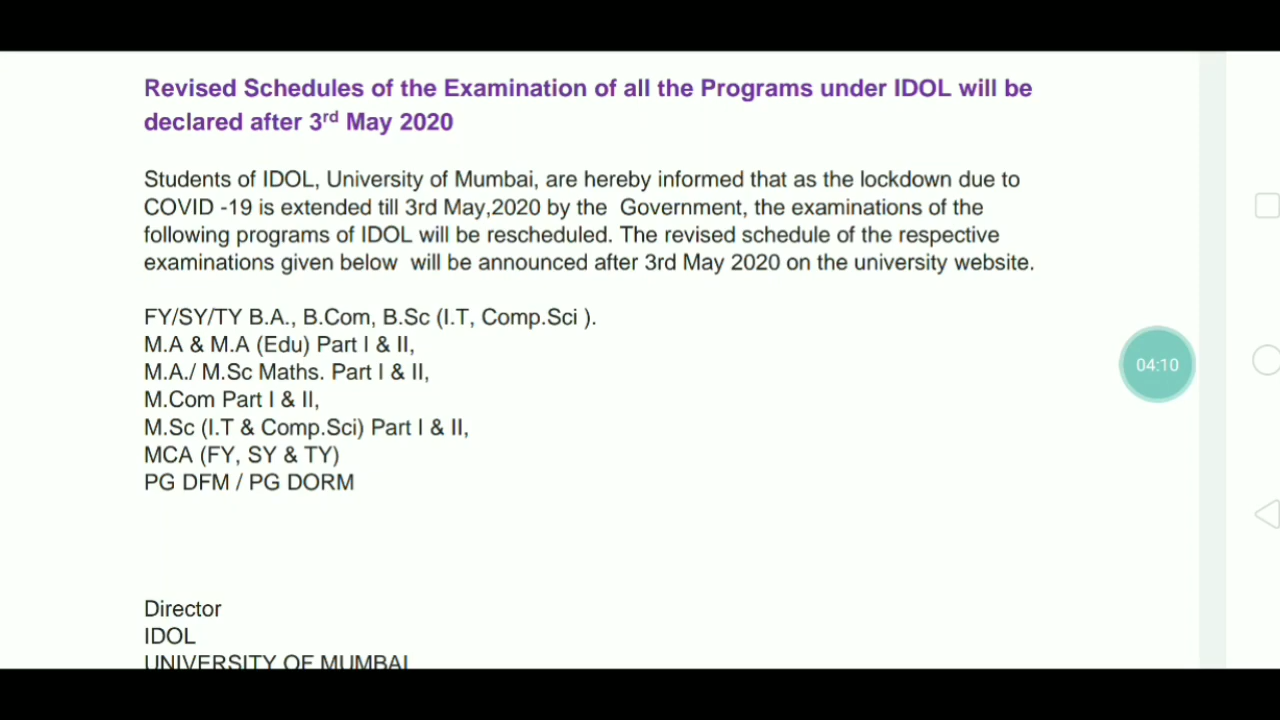 Revised Schedules of the Examination of all the Programs under IDOL will be
declared after 3rd May 2020
Students of IDOL, University of Mumbai, are hereby informed that as the lockdown due to
COVID -19 is extended till 3rd May,2020 by the  Government, the examinations of the
following programs of IDOL will be rescheduled. The revised schedule of the respective
examinations given below  will be announced after 3rd May 2020 on the university website.
FY/SY/TY B.A., B.Com, B.Sc (I.T, Comp.Sci ).
M.A & M.A (Edu) Part I & II,
M.A./ M.Sc Maths. Part I & II,
M.Com Part I & II,
M.Sc (I.T & Comp.Sci) Part I & II,
MCA (FY, SY & TY)
PG DFM / PG DORM
04:10
Director
IDOL
UNIVERSITY OF MUMBAI